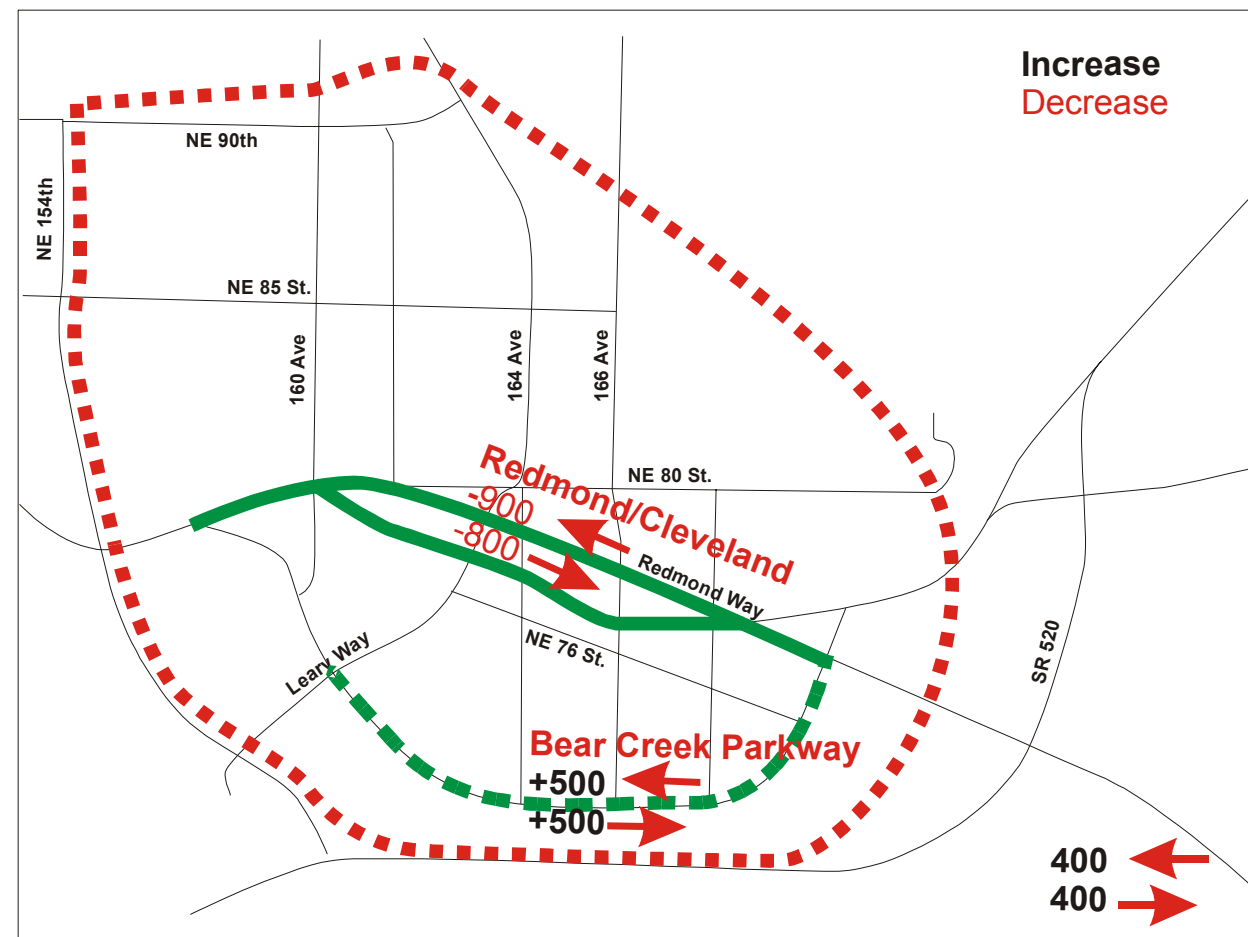 Increase
Decrease
NE 90th
NE 154th
NE 85 St.
160 Ave
164 Ave
166 Ave
NE 80 St.
Redmond/Cleveland
-900
-800
Redmond Way
NE 76 St.
Leary Way
SR 520
Bear Creek Parkway
+500
+500
400
400